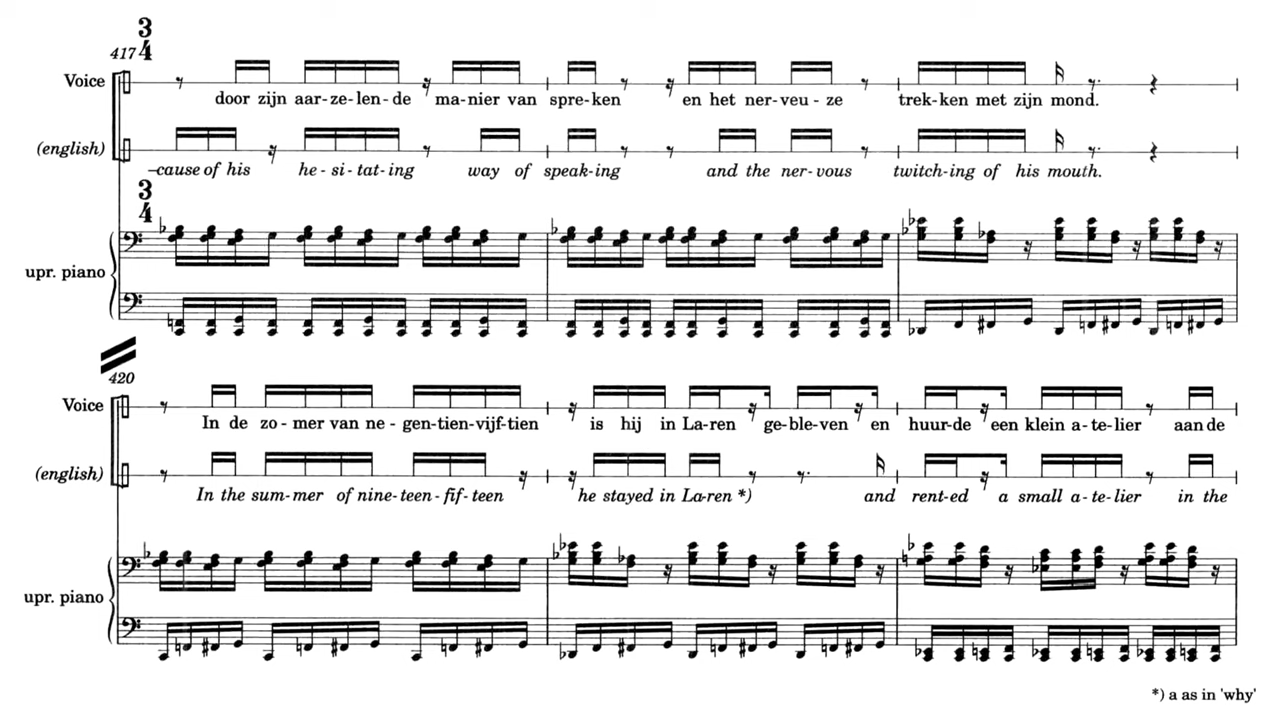 3
4
417
Voice
door zijn aar-ze-len-de ma-nier van spre-ken en het ner-veu-ze trek-ken met zijn mond.
(english)
–cause of his he-si-tat-ing way of speak-ing and the ner-vous twitch-ing of his mouth.
3
4
upr. piano
420
Voice
In de zo-mer van ne-gen-tien-vijf-tien is hij in La-ren ge-ble-ven en huur-de een klein a-te-lier aan de
(english)
In the sum-mer of nine-teen-fif-teen he stayed in La-ren *) and rent-ed a small a-te-lier in the
upr. piano
*) a as in 'why'